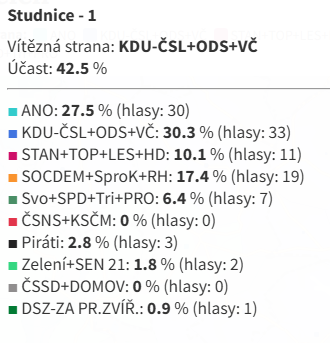 Studnice - 1
Vítězná strana: KDU-ČSL+ODS+VČ
Účast: 42.5 %
ANO: 27.5 % (hlasy: 30)
KDU-ČSL+ODS+VČ: 30.3 % (hlasy: 33)
STAN+TOP+LES+HD: 10.1 % (hlasy: 11)
SOCDEM+SproK+RH: 17.4 % (hlasy: 19)
Svo+SPD+Tri+PRO: 6.4 % (hlasy: 7)
ČSNS+KSČM: 0 % (hlasy: 0)
Piráti: 2.8 % (hlasy: 3)
Zelení+SEN 21: 1.8 % (hlasy: 2)
ČSSD+DOMOV: 0 % (hlasy: 0)
DSZ-ZA PR.ZVÍŘ.: 0.9 % (hlasy: 1)